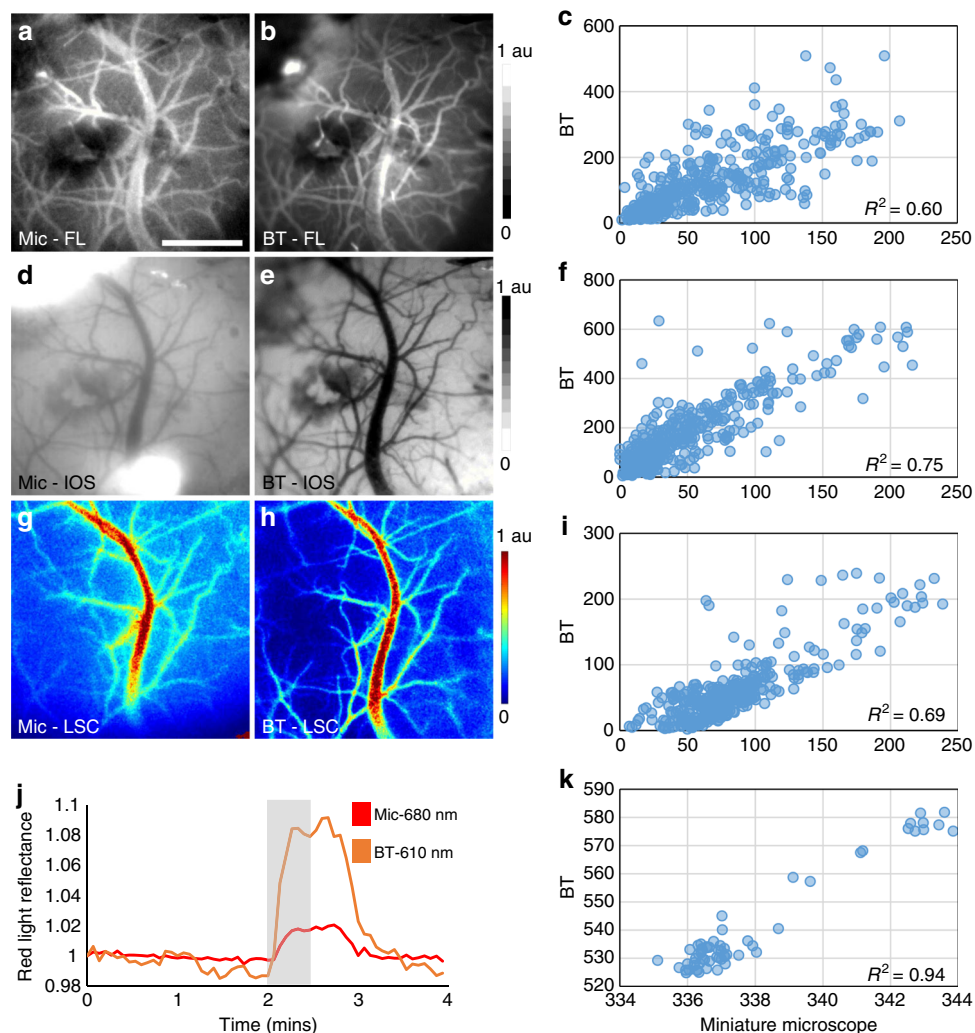 a
Mic - FL
b
BT - FL
1 au
0
c
600
400
200
0
BT
0 50 100 150 200 250
R² = 0.60
d
Mic - IOS
e
BT - IOS
1 au
0
f
800
600
400
200
0
BT
0 50 100 150 200 250
R² = 0.75
g
Mic - LSC
h
BT - LSC
1 au
0
i
300
200
100
0
BT
0 50 100 150 200 250
R² = 0.69
j
1.1
1.08
1.06
1.04
1.02
1
0.98
Red light reflectance
Mic-680 nm
BT-610 nm
0 1 2 3 4
Time (mins)
k
590
580
570
560
550
540
530
520
BT
334 336 338 340 342 344
R² = 0.94
Miniature microscope